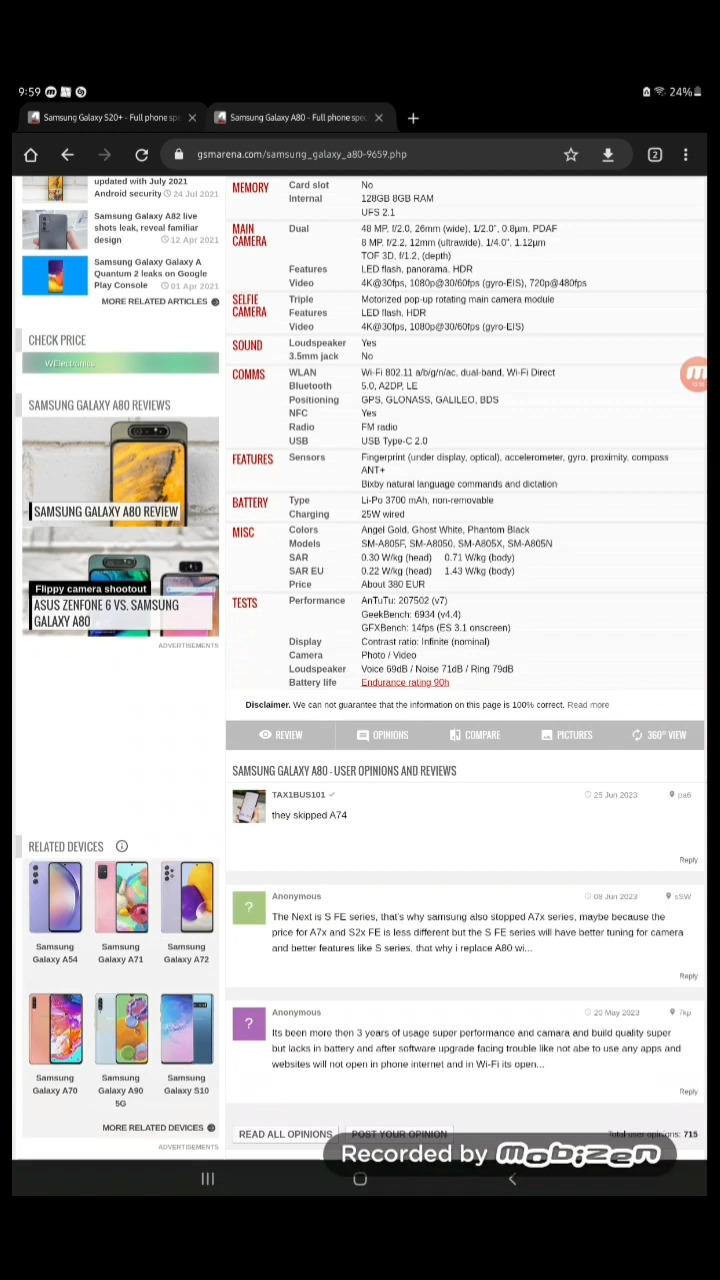 9:59
24%
Samsung Galaxy S20+ - Full phone spe
Samsung Galaxy A80 - Full phone spec
gsmarena.com/samsung_galaxy_a80-9659.php
2
updated with July 2021
Android security 24 Jul 2021
Samsung Galaxy A82 live
shots leak, reveal familiar
design 12 Apr 2021
Samsung Galaxy Galaxy A
Quantum 2 leaks on Google
Play Console 01 Apr 2021
MORE RELATED ARTICLES
CHECK PRICE
WElectronics
SAMSUNG GALAXY A80 REVIEWS
SAMSUNG GALAXY A80 REVIEW
Flippy camera shootout
ASUS ZENFONE 6 VS. SAMSUNG
GALAXY A80
ADVERTISEMENTS
RELATED DEVICES
Samsung Galaxy A54
Samsung Galaxy A71
Samsung Galaxy A72
Samsung Galaxy A70
Samsung Galaxy A90 5G
Samsung Galaxy S10
MORE RELATED DEVICES
ADVERTISEMENTS
MEMORY Card slot No
Internal 128GB 8GB RAM
UFS 2.1
MAIN CAMERA Dual 48 MP, f/2.0, 26mm (wide), 1/2.0", 0.8µm, PDAF
8 MP, f/2.2, 12mm (ultrawide), 1/4.0", 1.12µm
TOF 3D, f/1.2, (depth)
Features LED flash, panorama, HDR
Video 4K@30fps, 1080p@30/60fps (gyro-EIS), 720p@480fps
SELFIE CAMERA Triple Motorized pop-up rotating main camera module
Features LED flash, HDR
Video 4K@30fps, 1080p@30/60fps (gyro-EIS)
SOUND Loudspeaker Yes
3.5mm jack No
COMMS WLAN Wi-Fi 802.11 a/b/g/n/ac, dual-band, Wi-Fi Direct
Bluetooth 5.0, A2DP, LE
Positioning GPS, GLONASS, GALILEO, BDS
NFC Yes
Radio FM radio
USB USB Type-C 2.0
FEATURES Sensors Fingerprint (under display, optical), accelerometer, gyro, proximity, compass
ANT+
Bixby natural language commands and dictation
BATTERY Type Li-Po 3700 mAh, non-removable
Charging 25W wired
MISC Colors Angel Gold, Ghost White, Phantom Black
Models SM-A805F, SM-A8050, SM-A805X, SM-A805N
SAR 0.30 W/kg (head) 0.71 W/kg (body)
SAR EU 0.22 W/kg (head) 1.43 W/kg (body)
Price About 380 EUR
TESTS Performance AnTuTu: 207502 (v7)
GeekBench: 6934 (v4.4)
GFXBench: 14fps (ES 3.1 onscreen)
Display Contrast ratio: Infinite (nominal)
Camera Photo / Video
Loudspeaker Voice 69dB / Noise 71dB / Ring 79dB
Battery life Endurance rating 90h
Disclaimer. We can not guarantee that the information on this page is 100% correct. Read more
REVIEW OPINIONS COMPARE PICTURES 360° VIEW
SAMSUNG GALAXY A80 - USER OPINIONS AND REVIEWS
TAX1BUS101 25 Jun 2023 pa6
they skipped A74
Reply
? Anonymous 08 Jun 2023 sSW
The Next is S FE series, that's why samsung also stopped A7x series, maybe because the
price for A7x and S2x FE is less different but the S FE series will have better tuning for camera
and better features like S series, that why i replace A80 wi...
Reply
? Anonymous 20 May 2023 7kp
Its been more then 3 years of usage super performance and camera and build quality super
but lacks in battery and after software upgrade facing trouble like not abe to use any apps and
websites will not open in phone internet and in Wi-Fi its open...
Reply
READ ALL OPINIONS POST YOUR OPINION Total user opinions: 715
Recorded by mobizen